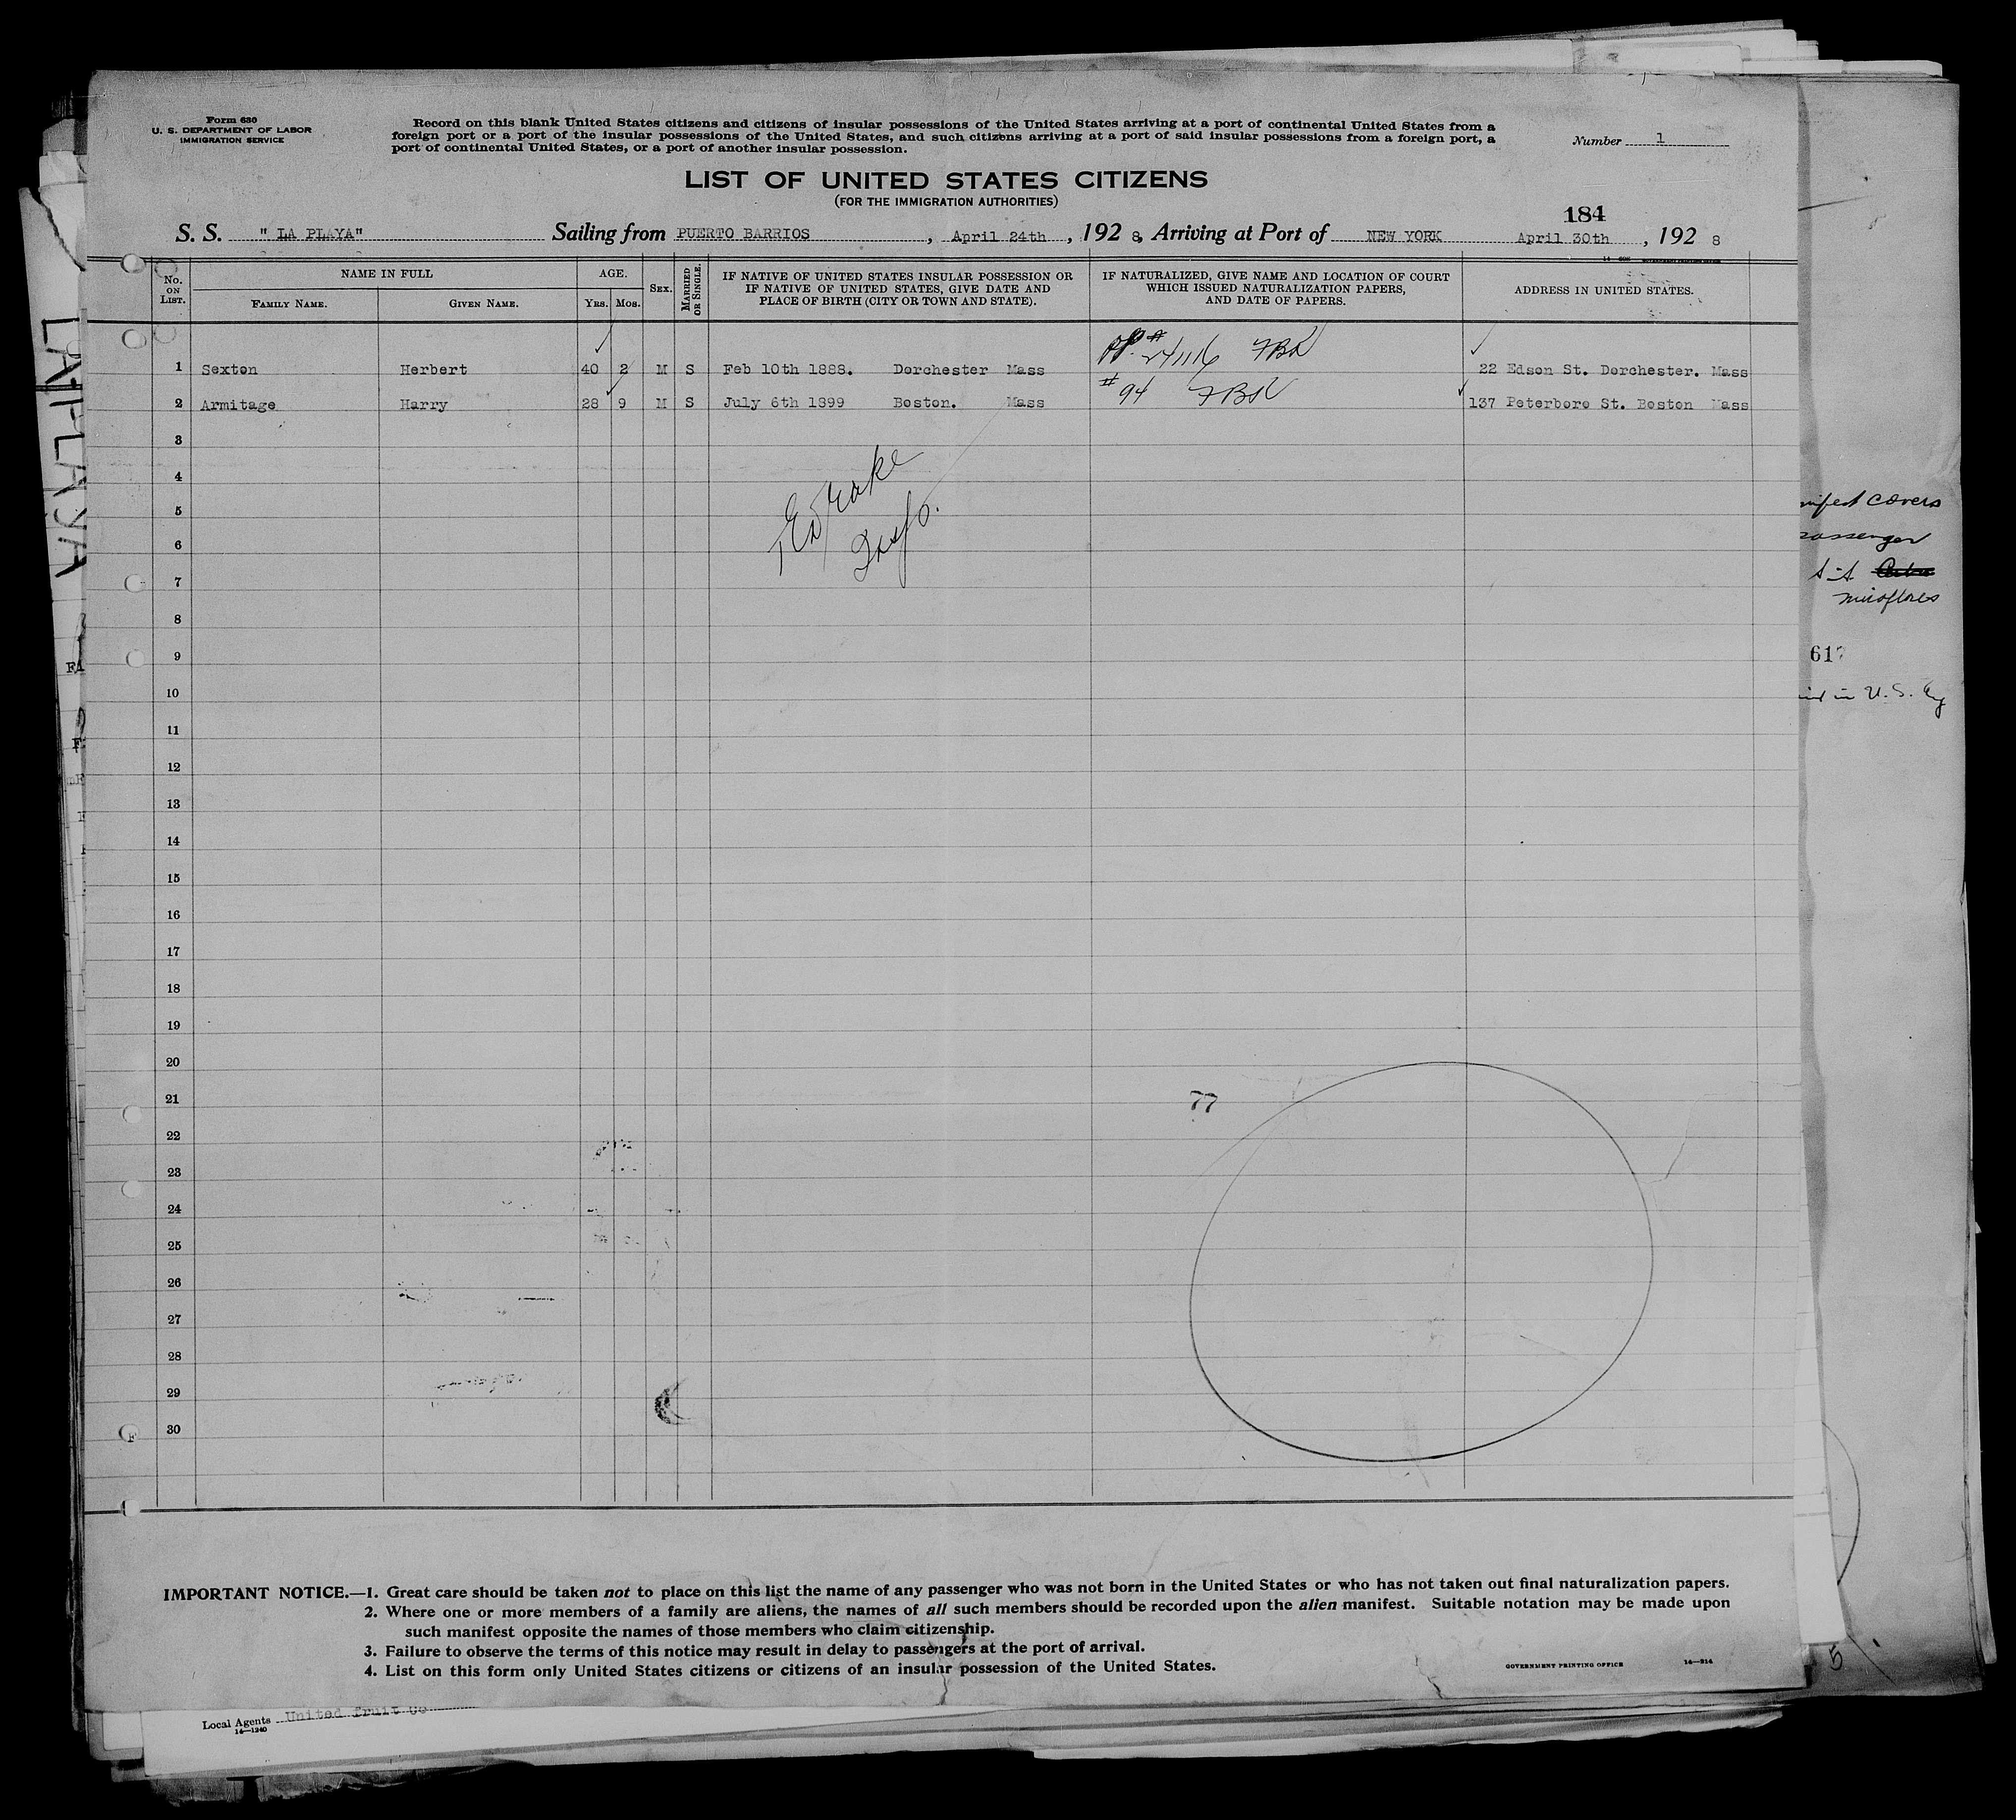 Form 630
U. S. DEPARTMENT OF LABOR
IMMIGRATION SERVICE
Record on this blank United States citizens and citizens of insular possessions of the United States arriving at a port of continental United States from a
foreign port or a port of the insular possessions of the United States, and such citizens arriving at a port of said insular possessions from a foreign port, a
port of continental United States, or a port of another insular possession.
Number 1
LIST OF UNITED STATES CITIZENS
(FOR THE IMMIGRATION AUTHORITIES)
184
S. S. " LA PLAYA" Sailing from PUERTO BARRIOS , April 24th , 192 8, Arriving at Port of NEW YORK April 30th , 192 8
No. ON LIST.
NAME IN FULL
FAMILY NAME. GIVEN NAME.
AGE.
YRS. MOS.
SEX.
MARRIED OR SINGLE.
IF NATIVE OF UNITED STATES INSULAR POSSESSION OR
IF NATIVE OF UNITED STATES, GIVE DATE AND
PLACE OF BIRTH (CITY OR TOWN AND STATE).
IF NATURALIZED, GIVE NAME AND LOCATION OF COURT
WHICH ISSUED NATURALIZATION PAPERS,
AND DATE OF PAPERS.
ADDRESS IN UNITED STATES.
1 Sexton Herbert 40 2 M S Feb 10th 1888. Dorchester Mass 22 Edson St. Dorchester. Mass
2 Armitage Harry 28 9 M S July 6th 1899 Boston. Mass #94 137 Peterboro St. Boston Mass
3
4
5
6
7
8
9
10
11
12
13
14
15
16
17
18
19
20
21
22
23
24
25
26
27
28
29
30
77
IMPORTANT NOTICE.—1. Great care should be taken not to place on this list the name of any passenger who was not born in the United States or who has not taken out final naturalization papers.
2. Where one or more members of a family are aliens, the names of all such members should be recorded upon the alien manifest. Suitable notation may be made upon
such manifest opposite the names of those members who claim citizenship.
3. Failure to observe the terms of this notice may result in delay to passengers at the port of arrival.
4. List on this form only United States citizens or citizens of an insular possession of the United States.
GOVERNMENT PRINTING OFFICE 14—914
Local Agents United Fruit Co
14—1240
LA PLAYA
covers
passenger
miraflores
617
in U.S.
5